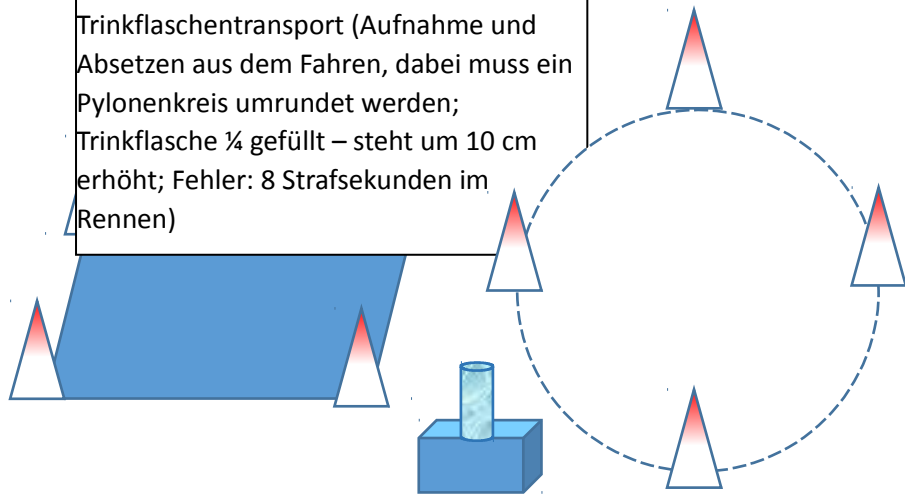 Trinkflaschentransport (Aufnahme und
Absetzen aus dem Fahren, dabei muss ein
Pylonenkreis umrundet werden;
Trinkflasche ¼ gefüllt – steht um 10 cm
erhöht; Fehler: 8 Strafsekunden im
Rennen)